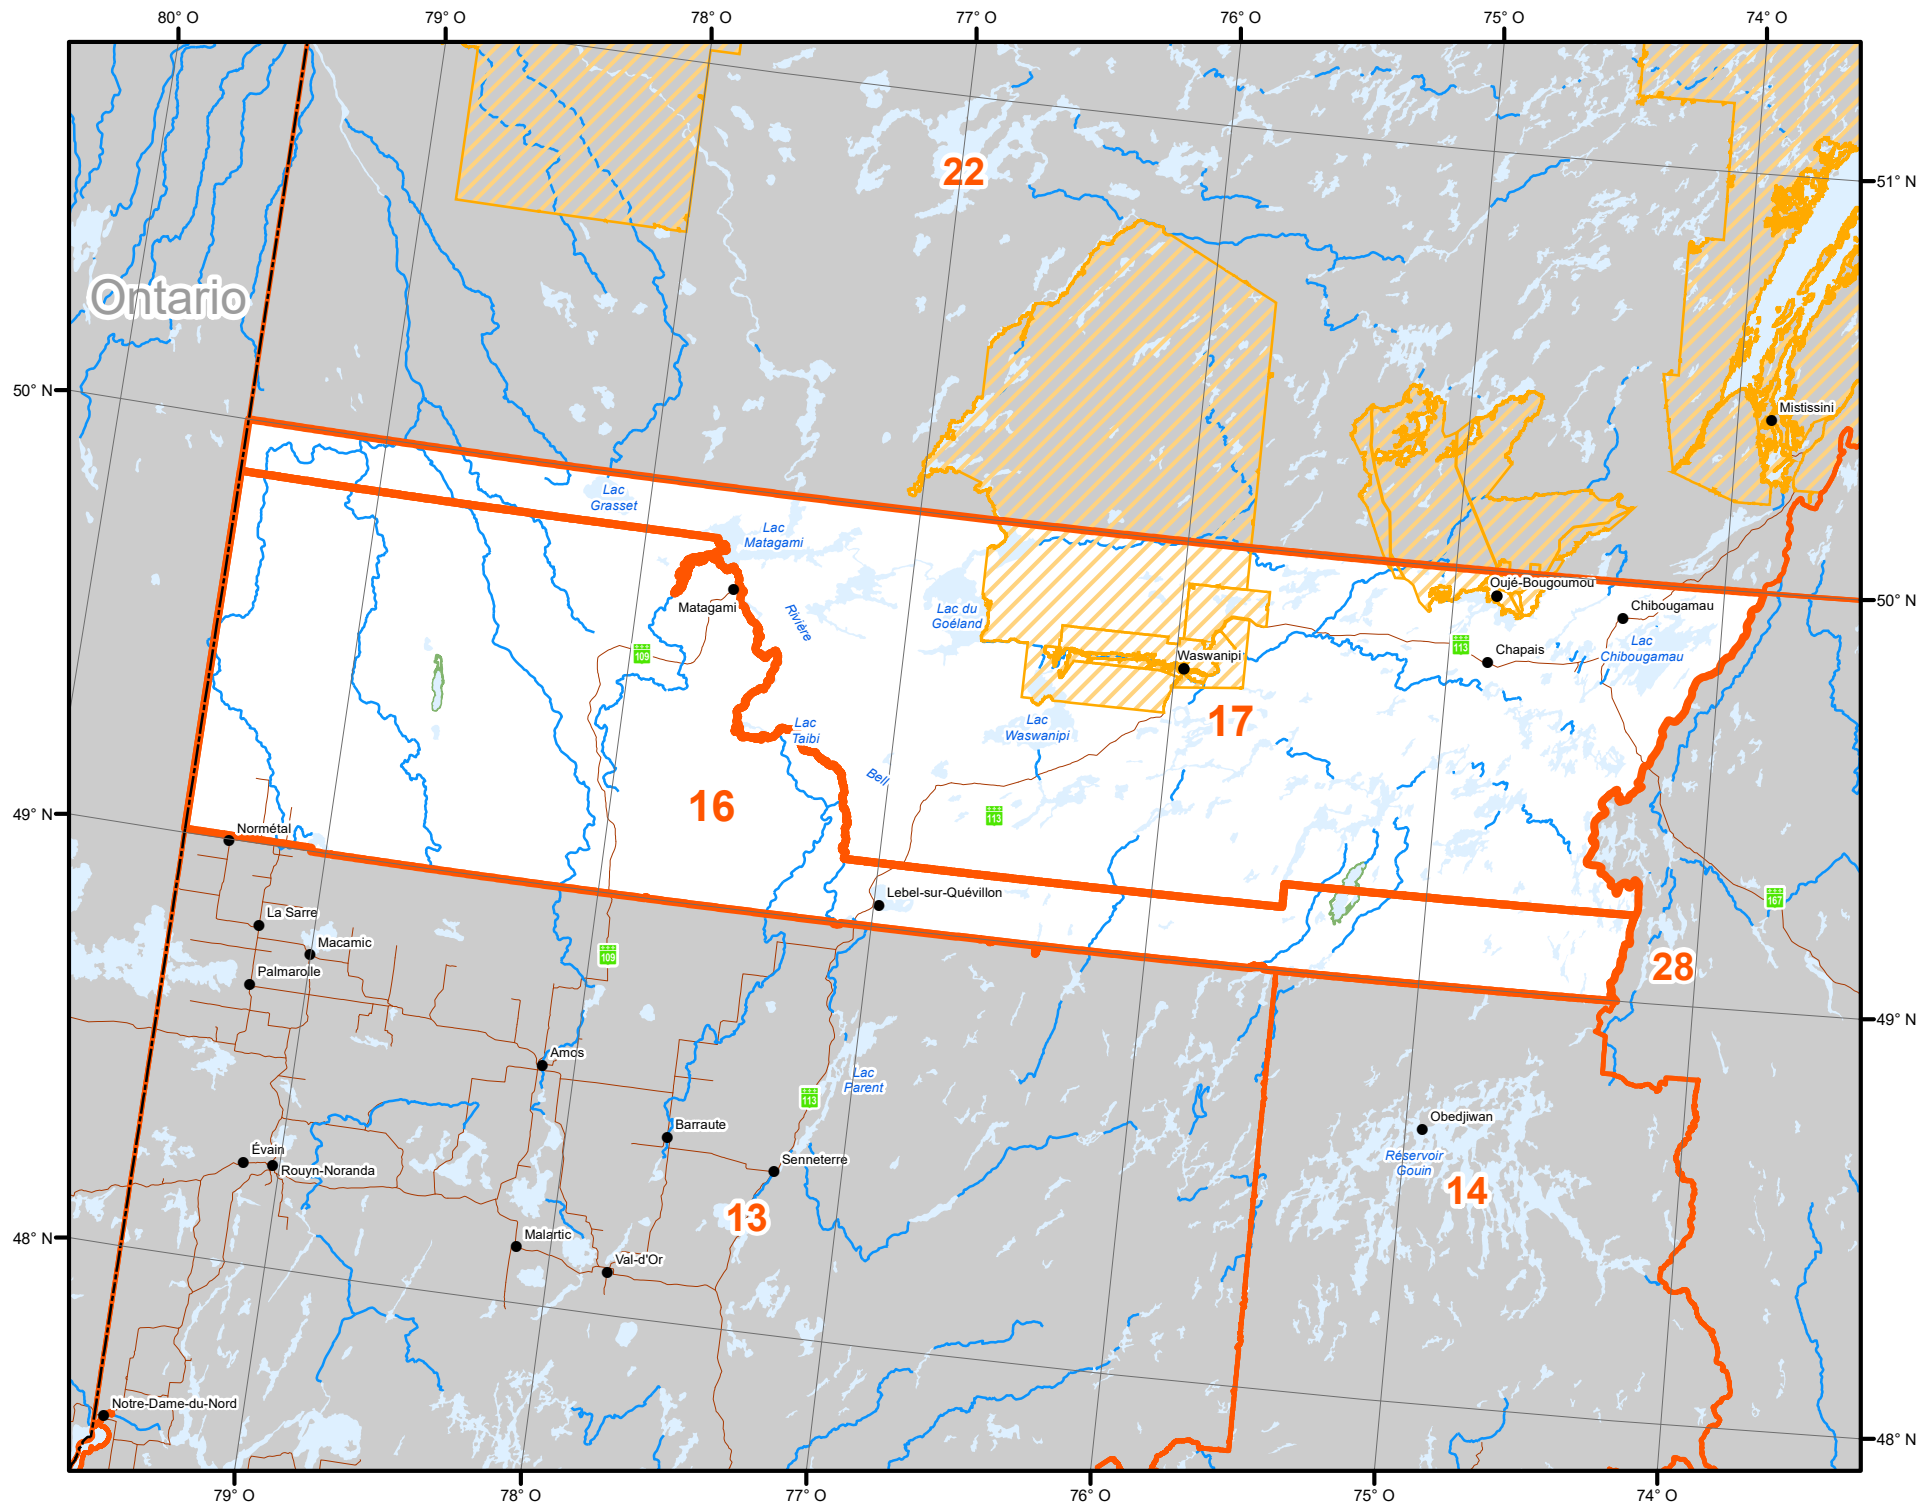 80° O
79° O
78° O
77° O
76° O
75° O
74° O
22
51° N
Ontario
50° N
Mistissini
Lac
Grasset
Lac
Matagami
Oujé-Bougoumou
50° N
Matagami
Rivière
Lac du
Goéland
Chibougamau
109
Waswanipi
113
Chapais
Lac
Chibougamau
Lac
Taibi
Lac
Waswanipi
17
Bell
16
113
49° N
Normétal
Lebel-sur-Quévillon
167
La Sarre
Macamic
109
Palmarolle
28
49° N
Amos
Lac
Parent
113
Barraute
Obedjiwan
Évain
Rouyn-Noranda
Senneterre
Réservoir
Gouin
14
13
48° N
Malartic
Val-d'Or
Notre-Dame-du-Nord
48° N
79° O
78° O
77° O
76° O
75° O
74° O